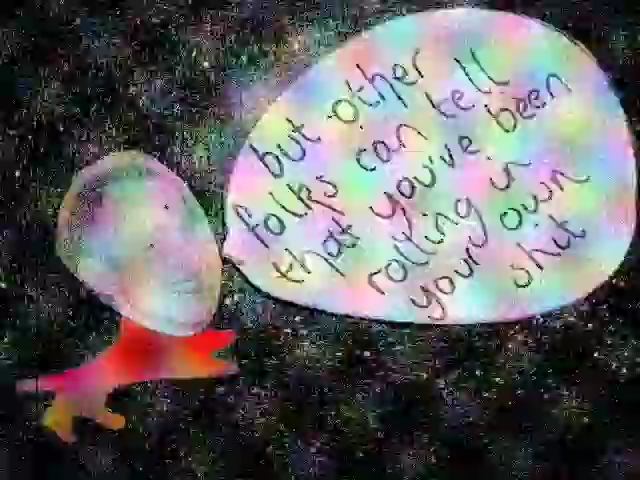 but other
folks can tell
that you've been
rolling in
your own
shit